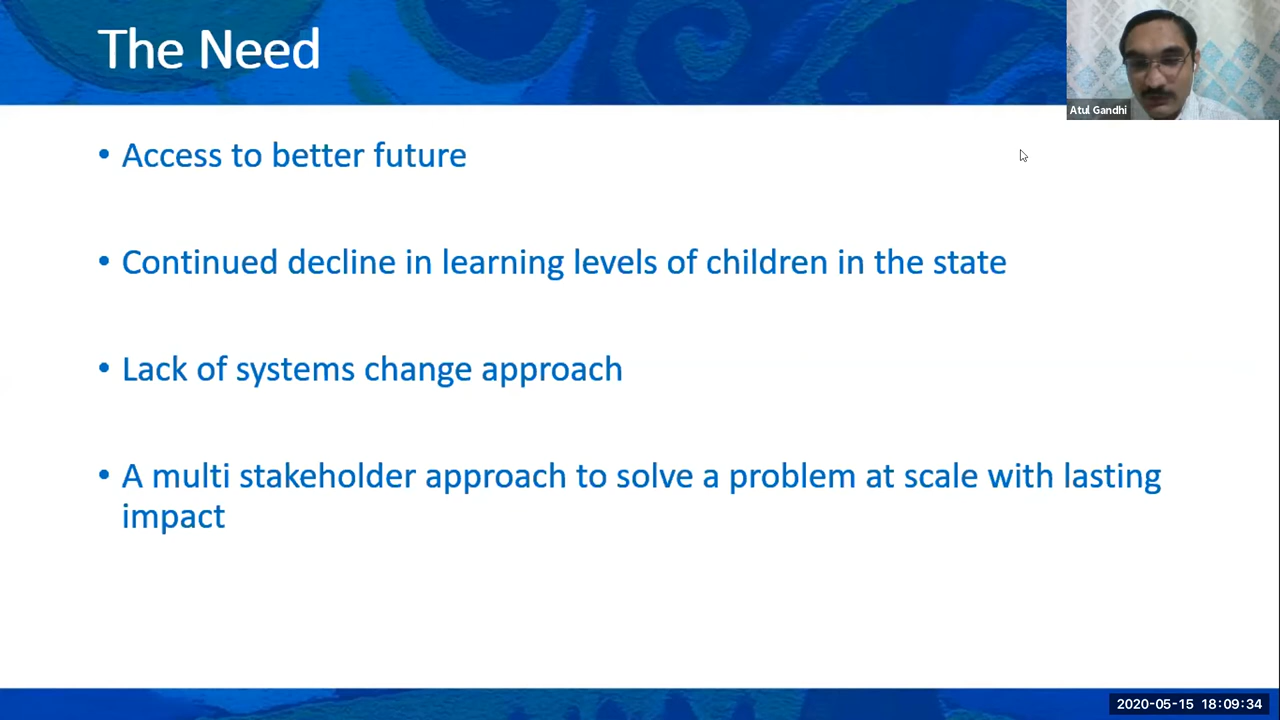 The Need
Atul Gandhi
• Access to better future
• Continued decline in learning levels of children in the state
• Lack of systems change approach
• A multi stakeholder approach to solve a problem at scale with lasting
impact
2020-05-15 18:09:34